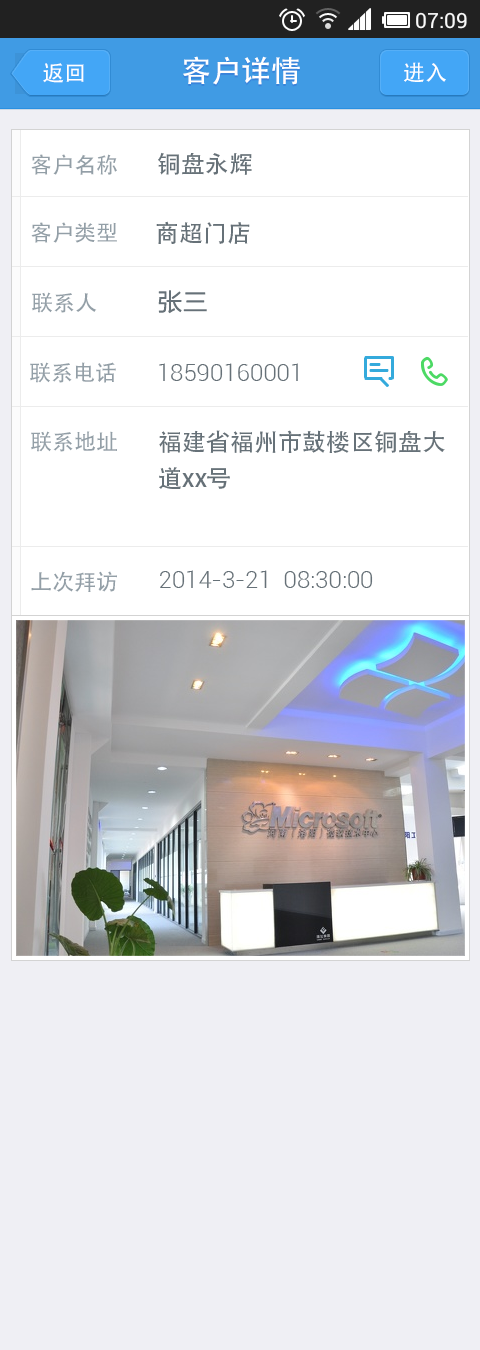 07:09
返回
客户详情
进入
客户名称
铜盘永辉
客户类型
商超门店
联系人
张三
联系电话
18590160001
联系地址
福建省福州市鼓楼区铜盘大
道xx号
上次拜访
2014-3-21 08:30:00
Microsoft